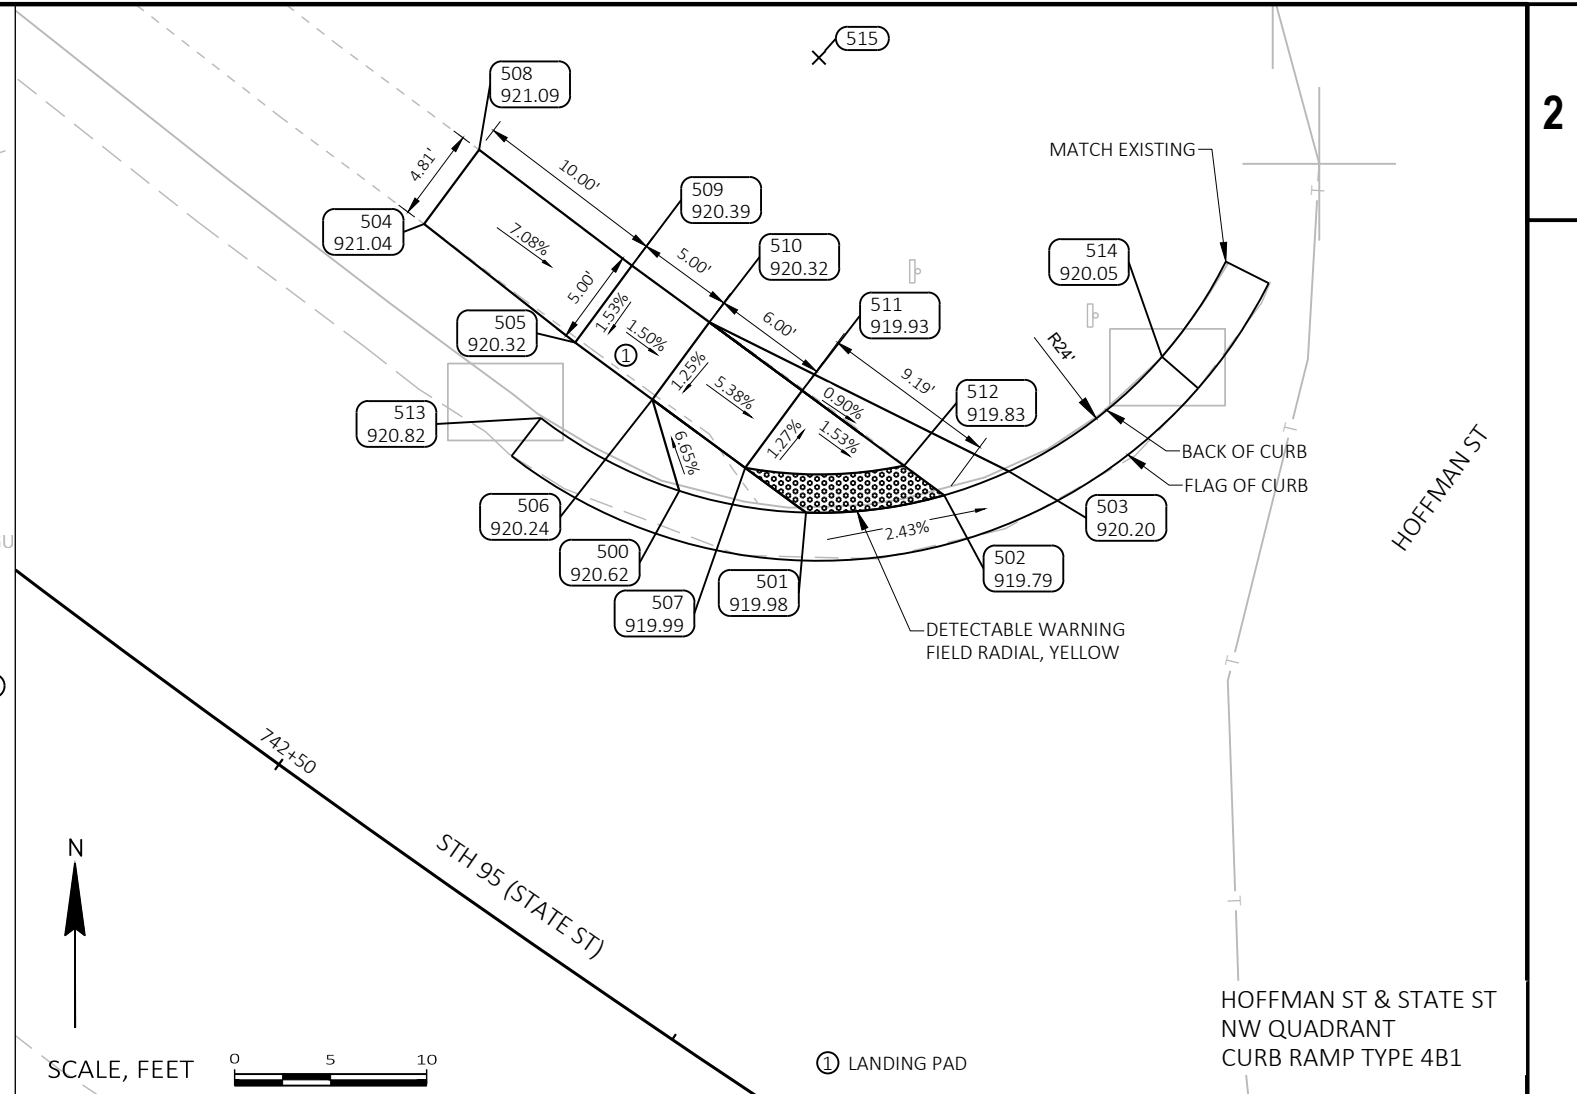 2
515
508
921.09
MATCH EXISTING
4.81'
10.00'
509
920.39
504
921.04
7.08%
5.00'
510
920.32
514
920.05
5.00'
1.53%
1.50%
1
6.00'
511
919.93
505
920.32
R24'
1.25%
5.38%
9.19'
512
919.83
513
920.82
0.90%
6.65%
1.27%
1.53%
BACK OF CURB
FLAG OF CURB
HOFFMAN ST
506
920.24
503
920.20
2.43%
500
920.62
502
919.79
501
919.98
507
919.99
DETECTABLE WARNING
FIELD RADIAL, YELLOW
T
T
T
T
742+50
STH 95 (STATE ST)
N
SCALE, FEET
0 5 10
1 LANDING PAD
HOFFMAN ST & STATE ST
NW QUADRANT
CURB RAMP TYPE 4B1